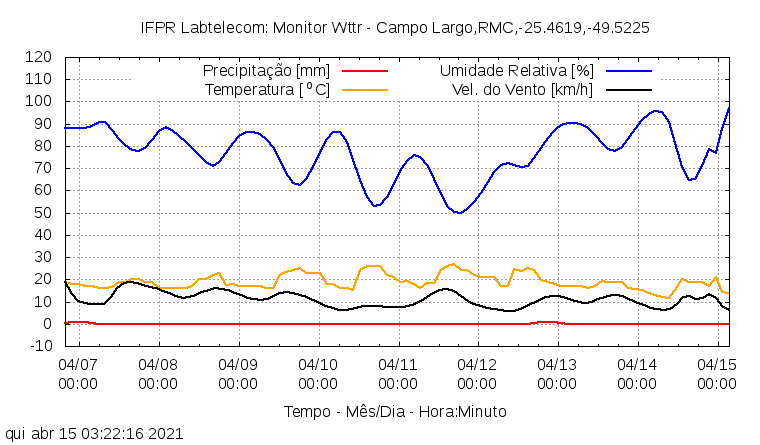 IFPR Labtelecom: Monitor Wttr - Campo Largo,RMC,-25.4619,-49.5225
Precipitação [mm]
Umidade Relativa [%]
Temperatura [⁰C]
Vel. do Vento [km/h]
120
110
100
90
80
70
60
50
40
30
20
10
0
-10
04/07 04/08 04/09 04/10 04/11 04/12 04/13 04/14 04/15
00:00 00:00 00:00 00:00 00:00 00:00 00:00 00:00 00:00
Tempo - Mês/Dia - Hora:Minuto
qui abr 15 03:22:16 2021